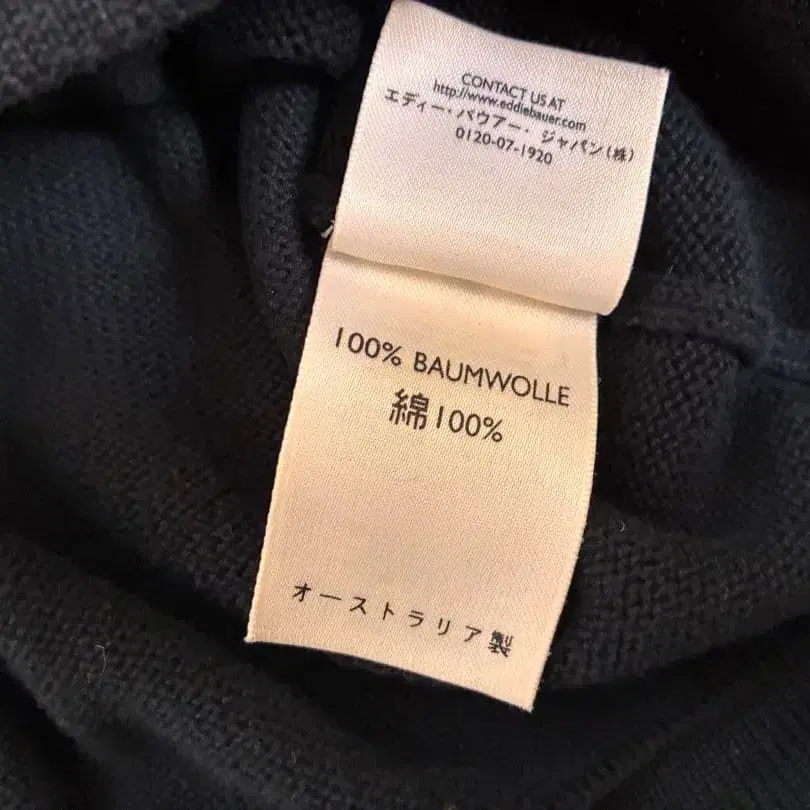 CONTACT US AT
http://www.eddiebauer.com
エディー・バウアー・ジャパン(株)
0120-07-1920
100% BAUMWOLLE
綿100%
オーストラリア製